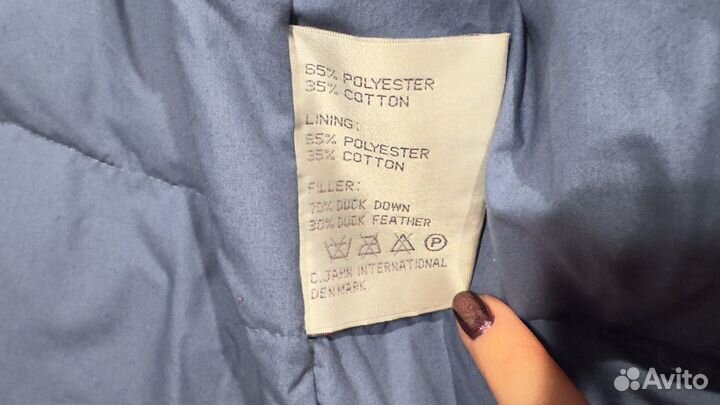 65% POLYESTER
35% COTTON
LINING:
65% POLYESTER
35% COTTON
FILLER:
70% DUCK DOWN
30% DUCK FEATHER
P
C. JAHN INTERNATIONAL
DENMARK.
Avito